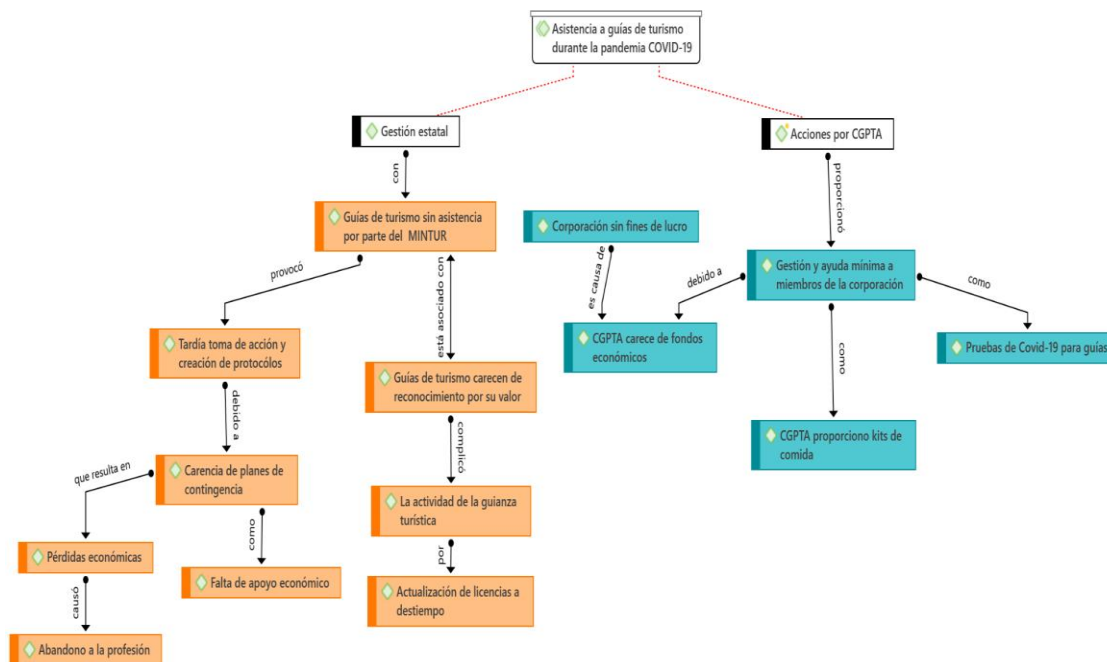 Asistencia a guías de turismo
durante la pandemia COVID-19
Gestión estatal
Acciones por CGPTA
con
proporcionó
Guías de turismo sin asistencia
por parte del MINTUR
Corporación sin fines de lucro
provocó
está asociado con
es causa de
debido a
Gestión y ayuda mínima a
miembros de la corporación
como
Tardía toma de acción y
creación de protocólos
CGPTA carece de fondos
económicos
como
Pruebas de Covid-19 para guías
Guías de turismo carecen de
reconocimiento por su valor
debido a
complicó
CGPTA proporciono kits de
comida
que resulta en
Carencia de planes de
contingencia
La actividad de la guianza
turística
como
por
Pérdidas económicas
Falta de apoyo económico
Actualización de licencias a
destiempo
causó
Abandono a la profesión